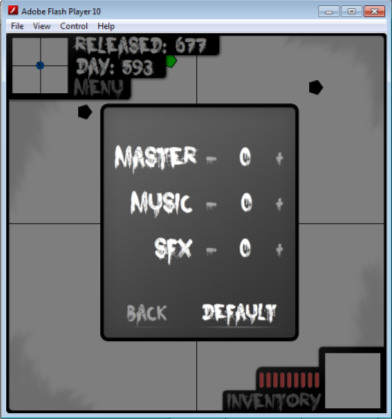 Adobe Flash Player 10
File View Control Help
RELEASED: 677
DAY: 593
MENU
MASTER - 0 +
MUSIC - 0 +
SFX - 0 +
BACK DEFAULT
INVENTORY